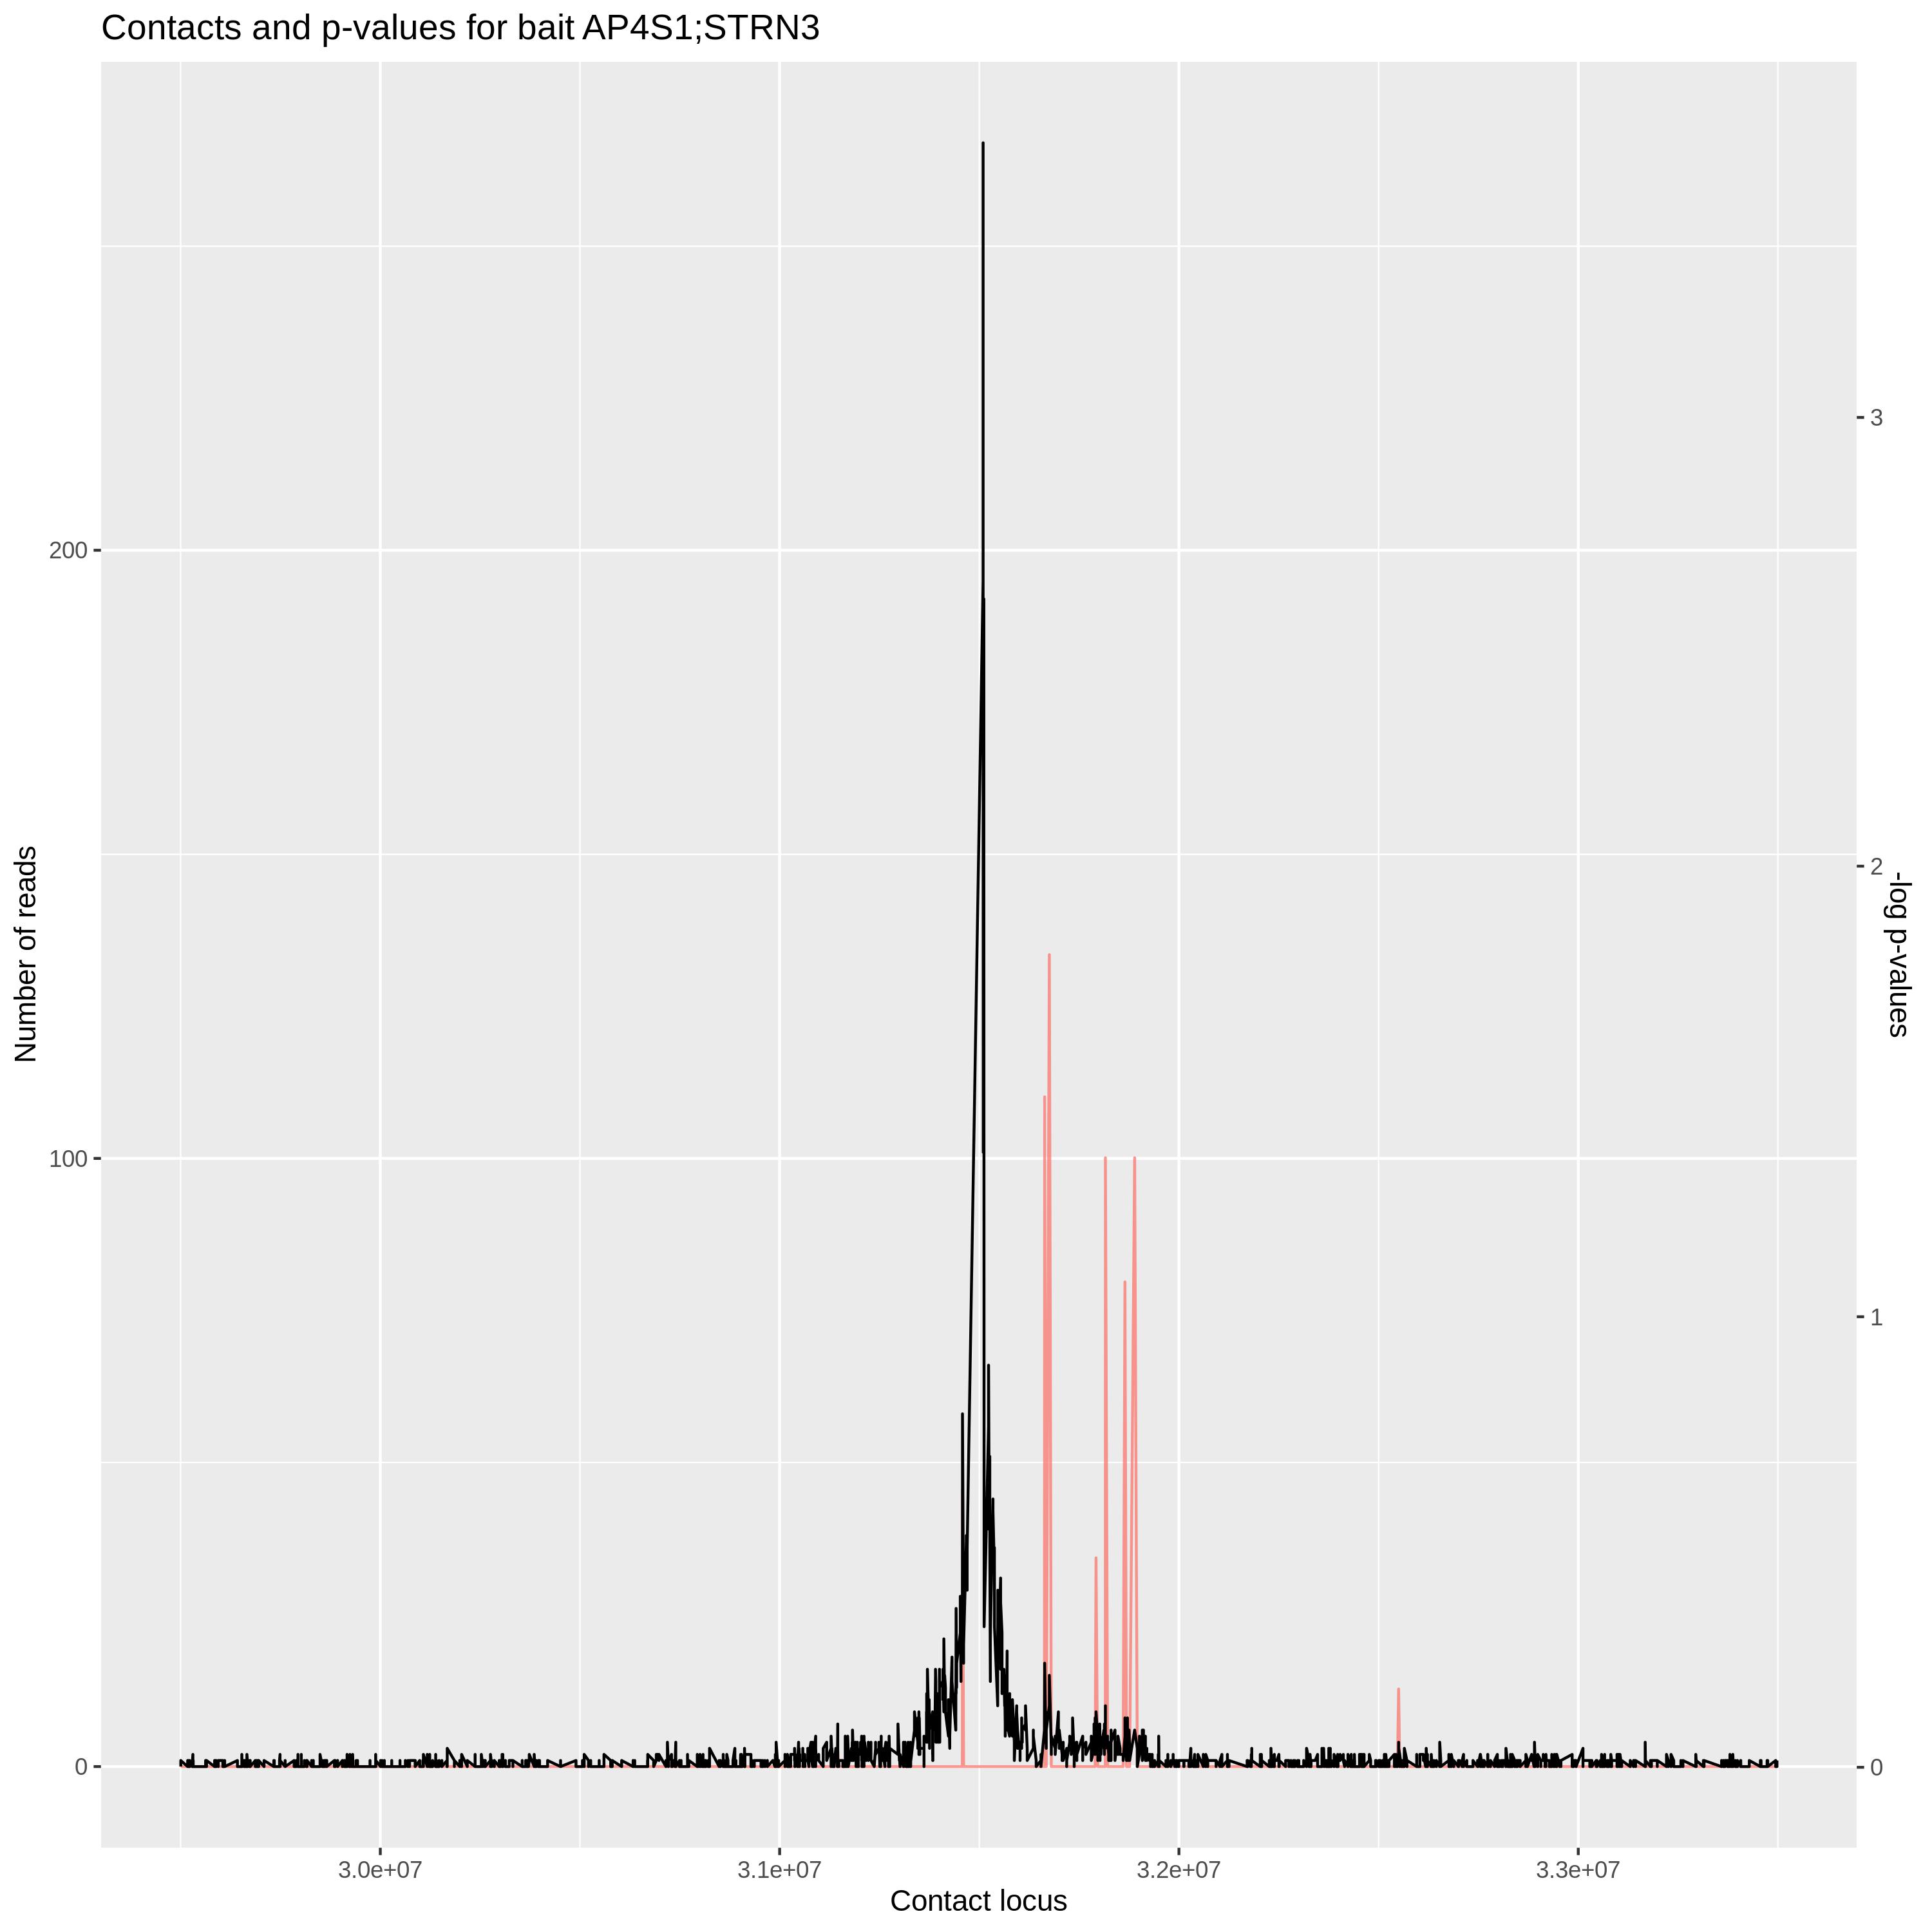 Contacts and p-values for bait AP4S1;STRN3
Number of reads
200
100
0
3
2
1
0
-log p-values
3.0e+07
3.1e+07
3.2e+07
3.3e+07
Contact locus